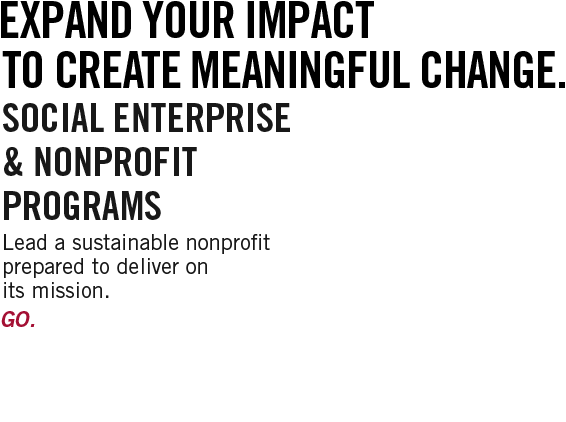 EXPAND YOUR IMPACT
TO CREATE MEANINGFUL CHANGE.
SOCIAL ENTERPRISE
& NONPROFIT
PROGRAMS
Lead a sustainable nonprofit
prepared to deliver on
its mission.
GO.